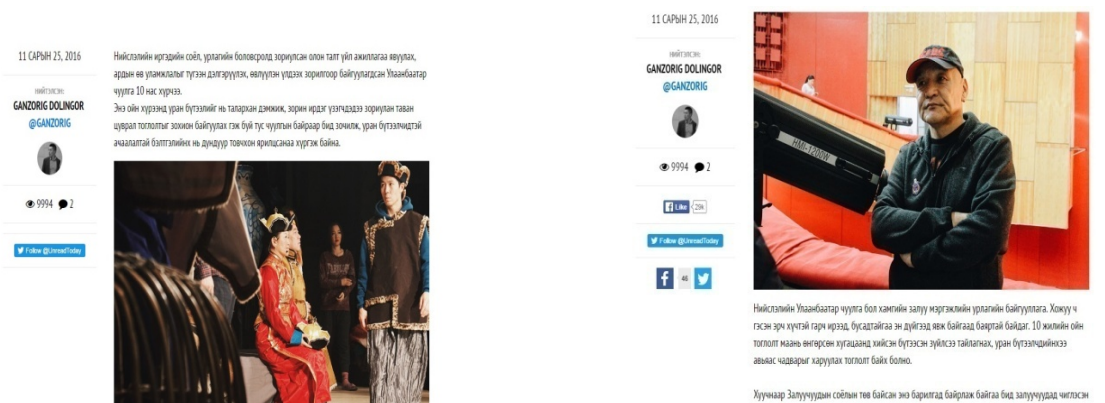 11 САРЫН 25, 2016
НИЙТЭЛСЭН:
GANZORIG DOLINGOR
@GANZORIG
9994 2
Follow @UnreadToday
Нийслэлийн иргэдийн соёл, урлагийн боловсролд зориулсан олон талт үйл ажиллагаа явуулах,
ардын өв уламжлалыг түгээн дэлгэрүүлэх, өвлүүлэн үлдээх зорилгоор байгуулагдсан Улаанбаатар
чуулга 10 нас хүрчээ.
Энэ ойн хүрээнд уран бүтээлийг нь талархан дэмжиж, зорин ирдэг үзэгчдэдээ зориулан таван
цуврал тоглолтыг зохион байгуулах гэж буй тус чуулгын байраар бид зочилж, уран бүтээлчидтэй
ачаалалтай бэлтгэлийнх нь дундуур товчхон ярилцсанаа хүргэж байна.
11 САРЫН 25, 2016
НИЙТЭЛСЭН:
GANZORIG DOLINGOR
@GANZORIG
9994 2
Like 29k
Follow @UnreadToday
46
HMI-1200W
Нийслэлийн Улаанбаатар чуулга бол хамгийн залуу мэргэжлийн урлагийн байгууллага. Хожуу ч
гэсэн эрч хүчтэй гарч ирээд, бусадтайгаа эн дүйгээд явж байгаад баяртай байдаг. 10 жилийн ойн
тоглолт маань өнгөрсөн хугацаанд хийсэн бүтээсэн зүйлсээ тайлагнах, уран бүтээлчдийнхээ
авьяас чадварыг харуулах тоглолт байх болно.
Хуучнаар Залуучуудын соёлын төв байсан энэ барилгад байрлаж байгаа бид залуучуудад чиглэсэн